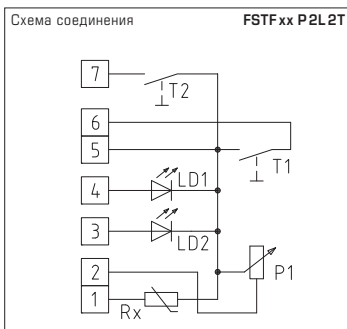 Схема соединения FSTFxx P2L2T
7
T2
6
5
T1
4
LD1
3
LD2
2
P1
1
Rx